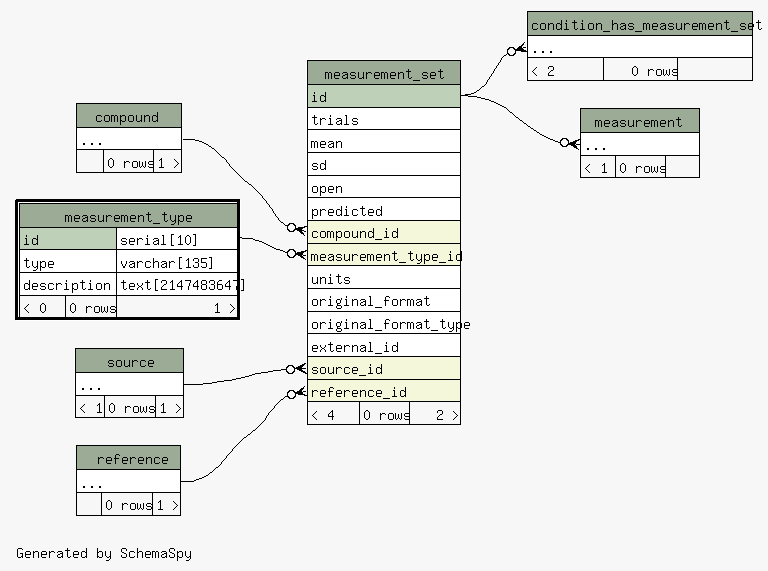 condition_has_measurement_set
...
< 2 0 rows
measurement
...
< 1 0 rows
measurement_set
id
trials
mean
sd
open
predicted
compound_id
measurement_type_id
units
original_format
original_format_type
external_id
source_id
reference_id
< 4 0 rows 2 >
compound
...
0 rows 1 >
measurement_type
id serial[10]
type varchar[135]
description text[2147483647]
< 0 0 rows 1 >
source
...
< 1 0 rows 1 >
reference
...
0 rows 1 >
Generated by SchemaSpy